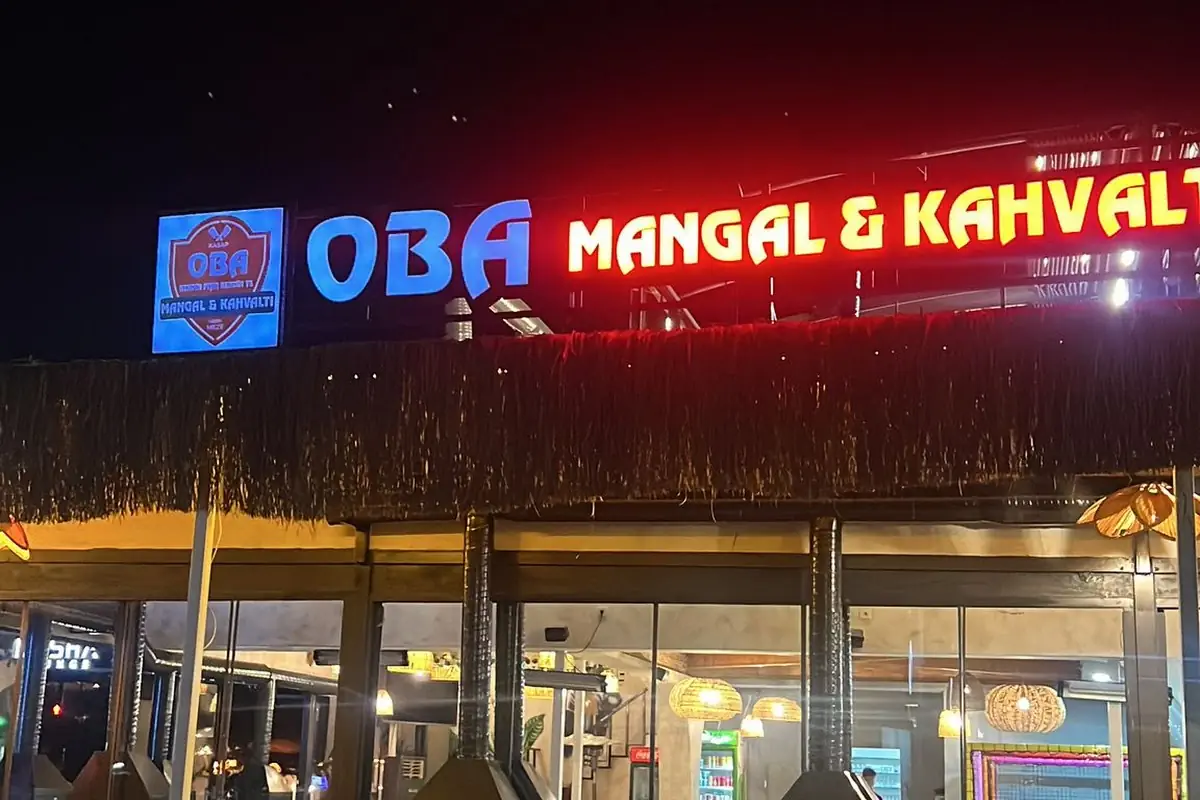 KASAP
OBA
MANGAL & KAHVALTI
OBA MANGAL & KAHVALT